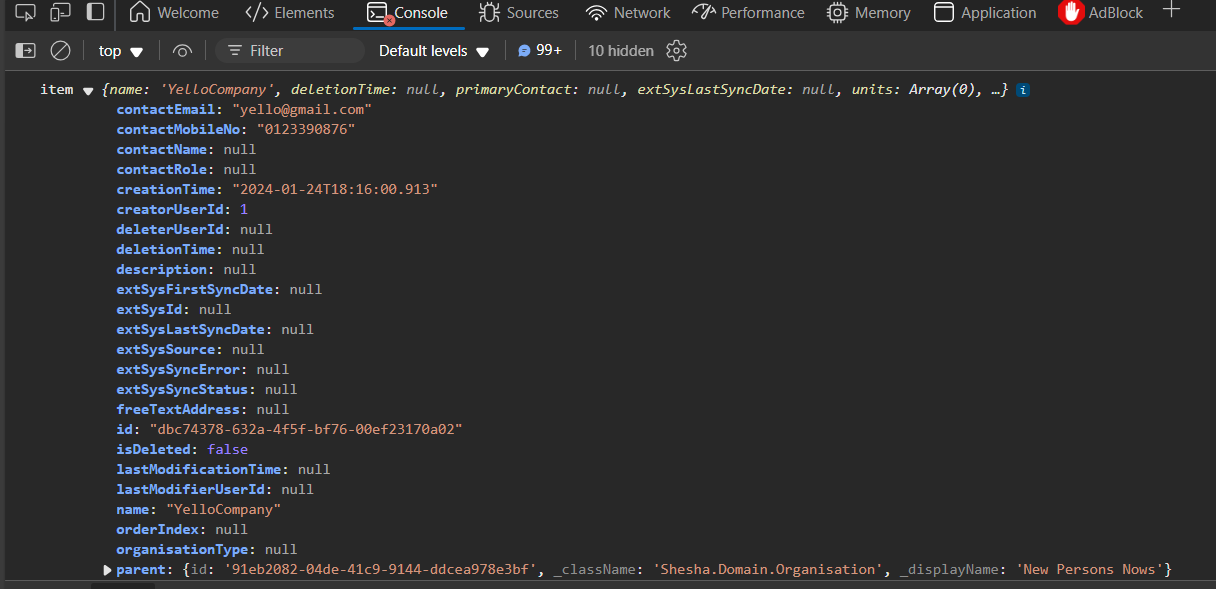 Welcome Elements Console Sources Network Performance Memory Application AdBlock
top Filter Default levels 99+ 10 hidden
item {name: 'YelloCompany', deletionTime: null, primaryContact: null, extSysLastSyncDate: null, units: Array(0), …} i
contactEmail: "yello@gmail.com"
contactMobileNo: "0123390876"
contactName: null
contactRole: null
creationTime: "2024-01-24T18:16:00.913"
creatorUserId: 1
deleterUserId: null
deletionTime: null
description: null
extSysFirstSyncDate: null
extSysId: null
extSysLastSyncDate: null
extSysSource: null
extSysSyncError: null
extSysSyncStatus: null
freeTextAddress: null
id: "dbc74378-632a-4f5f-bf76-00ef23170a02"
isDeleted: false
lastModificationTime: null
lastModifierUserId: null
name: "YelloCompany"
orderIndex: null
organisationType: null
parent: {id: '91eb2082-04de-41c9-9144-ddcea978e3bf', _className: 'Shesha.Domain.Organisation', _displayName: 'New Persons Nows'}